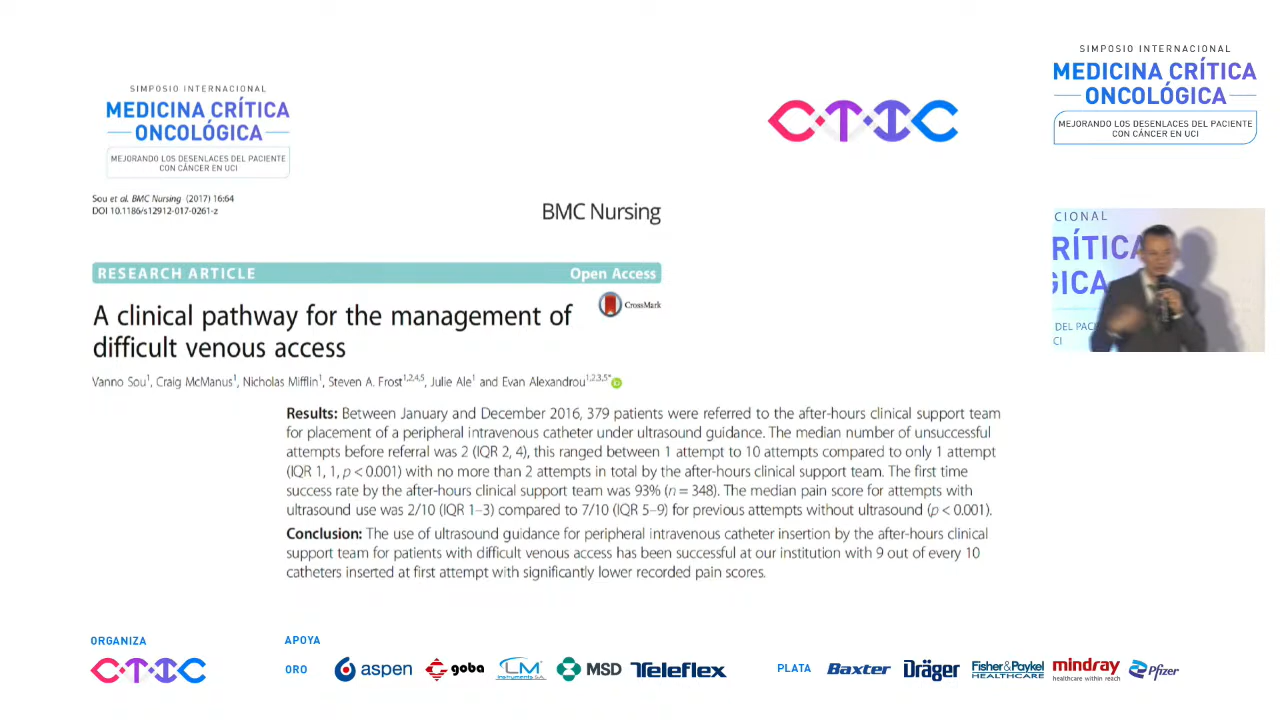 SIMPOSIO INTERNACIONAL
MEDICINA CRÍTICA
ONCOLÓGICA
MEJORANDO LOS DESENLACES DEL PACIENTE
CON CÁNCER EN UCI
CTIC
SIMPOSIO INTERNACIONAL
MEDICINA CRÍTICA
ONCOLÓGICA
MEJORANDO LOS DESENLACES DEL PACIENTE
CON CÁNCER EN UCI
Sou et al. BMC Nursing (2017) 16:64
DOI 10.1186/s12912-017-0261-z
BMC Nursing
RESEARCH ARTICLE
Open Access
A clinical pathway for the management of
difficult venous access
CrossMark
Vanno Sou1, Craig McManus1, Nicholas Mifflin1, Steven A. Frost1,2,4,5, Julie Ale1 and Evan Alexandrou1,2,3,5*
Results: Between January and December 2016, 379 patients were referred to the after-hours clinical support team
for placement of a peripheral intravenous catheter under ultrasound guidance. The median number of unsuccessful
attempts before referral was 2 (IQR 2, 4), this ranged between 1 attempt to 10 attempts compared to only 1 attempt
(IQR 1, 1, p < 0.001) with no more than 2 attempts in total by the after-hours clinical support team. The first time
success rate by the after-hours clinical support team was 93% (n = 348). The median pain score for attempts with
ultrasound use was 2/10 (IQR 1–3) compared to 7/10 (IQR 5–9) for previous attempts without ultrasound (p < 0.001).
Conclusion: The use of ultrasound guidance for peripheral intravenous catheter insertion by the after-hours clinical
support team for patients with difficult venous access has been successful at our institution with 9 out of every 10
catheters inserted at first attempt with significantly lower recorded pain scores.
CIONAL
RÍTICA
GICA
DEL PACIE
CI
ORGANIZA
CTIC
APOYA
ORO
aspen
goba
LM
Instruments S.A.
MSD
Teleflex
PLATA
Baxter
Dräger
Fisher & Paykel
HEALTHCARE
mindray
healthcare within reach
Pfizer